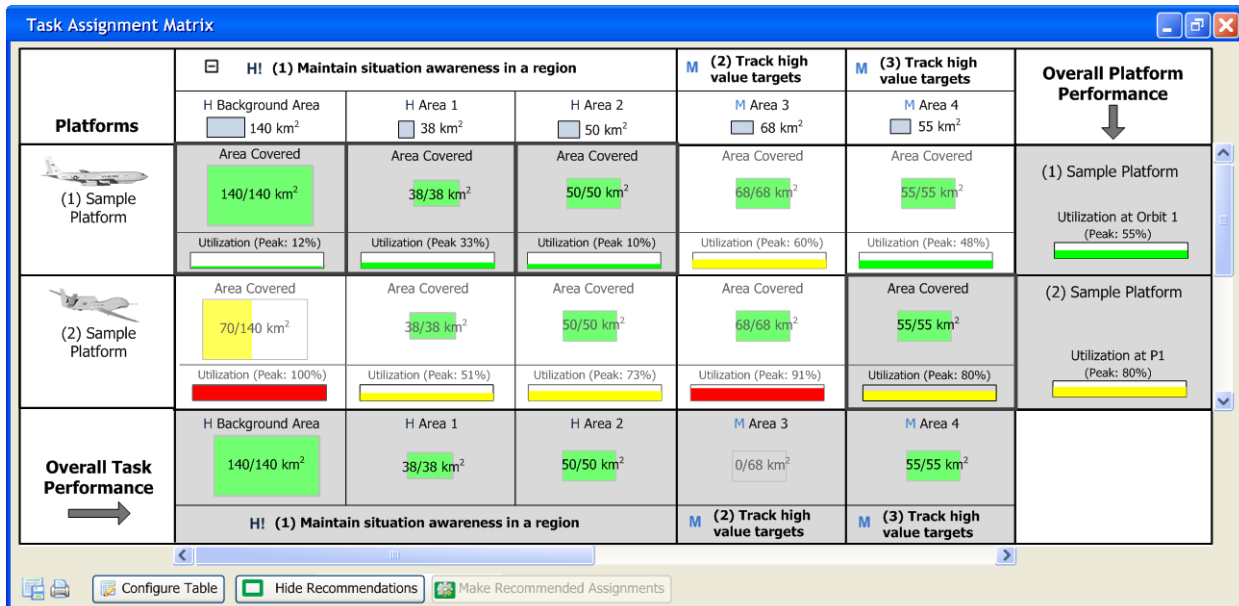 Task Assignment Matrix
Platforms
H! (1) Maintain situation awareness in a region
M (2) Track high
value targets
M (3) Track high
value targets
Overall Platform
Performance
H Background Area
140 km²
H Area 1
38 km²
H Area 2
50 km²
M Area 3
68 km²
M Area 4
55 km²
(1) Sample
Platform
Area Covered
140/140 km²
Utilization (Peak: 12%)
Area Covered
38/38 km²
Utilization (Peak 33%)
Area Covered
50/50 km²
Utilization (Peak 10%)
Area Covered
68/68 km²
Utilization (Peak: 60%)
Area Covered
55/55 km²
Utilization (Peak: 48%)
(1) Sample Platform
Utilization at Orbit 1
(Peak: 55%)
(2) Sample
Platform
Area Covered
70/140 km²
Utilization (Peak: 100%)
Area Covered
38/38 km²
Utilization (Peak: 51%)
Area Covered
50/50 km²
Utilization (Peak: 73%)
Area Covered
68/68 km²
Utilization (Peak: 91%)
Area Covered
55/55 km²
Utilization (Peak: 80%)
(2) Sample Platform
Utilization at P1
(Peak: 80%)
Overall Task
Performance
H Background Area
140/140 km²
H Area 1
38/38 km²
H Area 2
50/50 km²
M Area 3
0/68 km²
M Area 4
55/55 km²
H! (1) Maintain situation awareness in a region
M (2) Track high
value targets
M (3) Track high
value targets
Configure Table
Hide Recommendations
Make Recommended Assignments